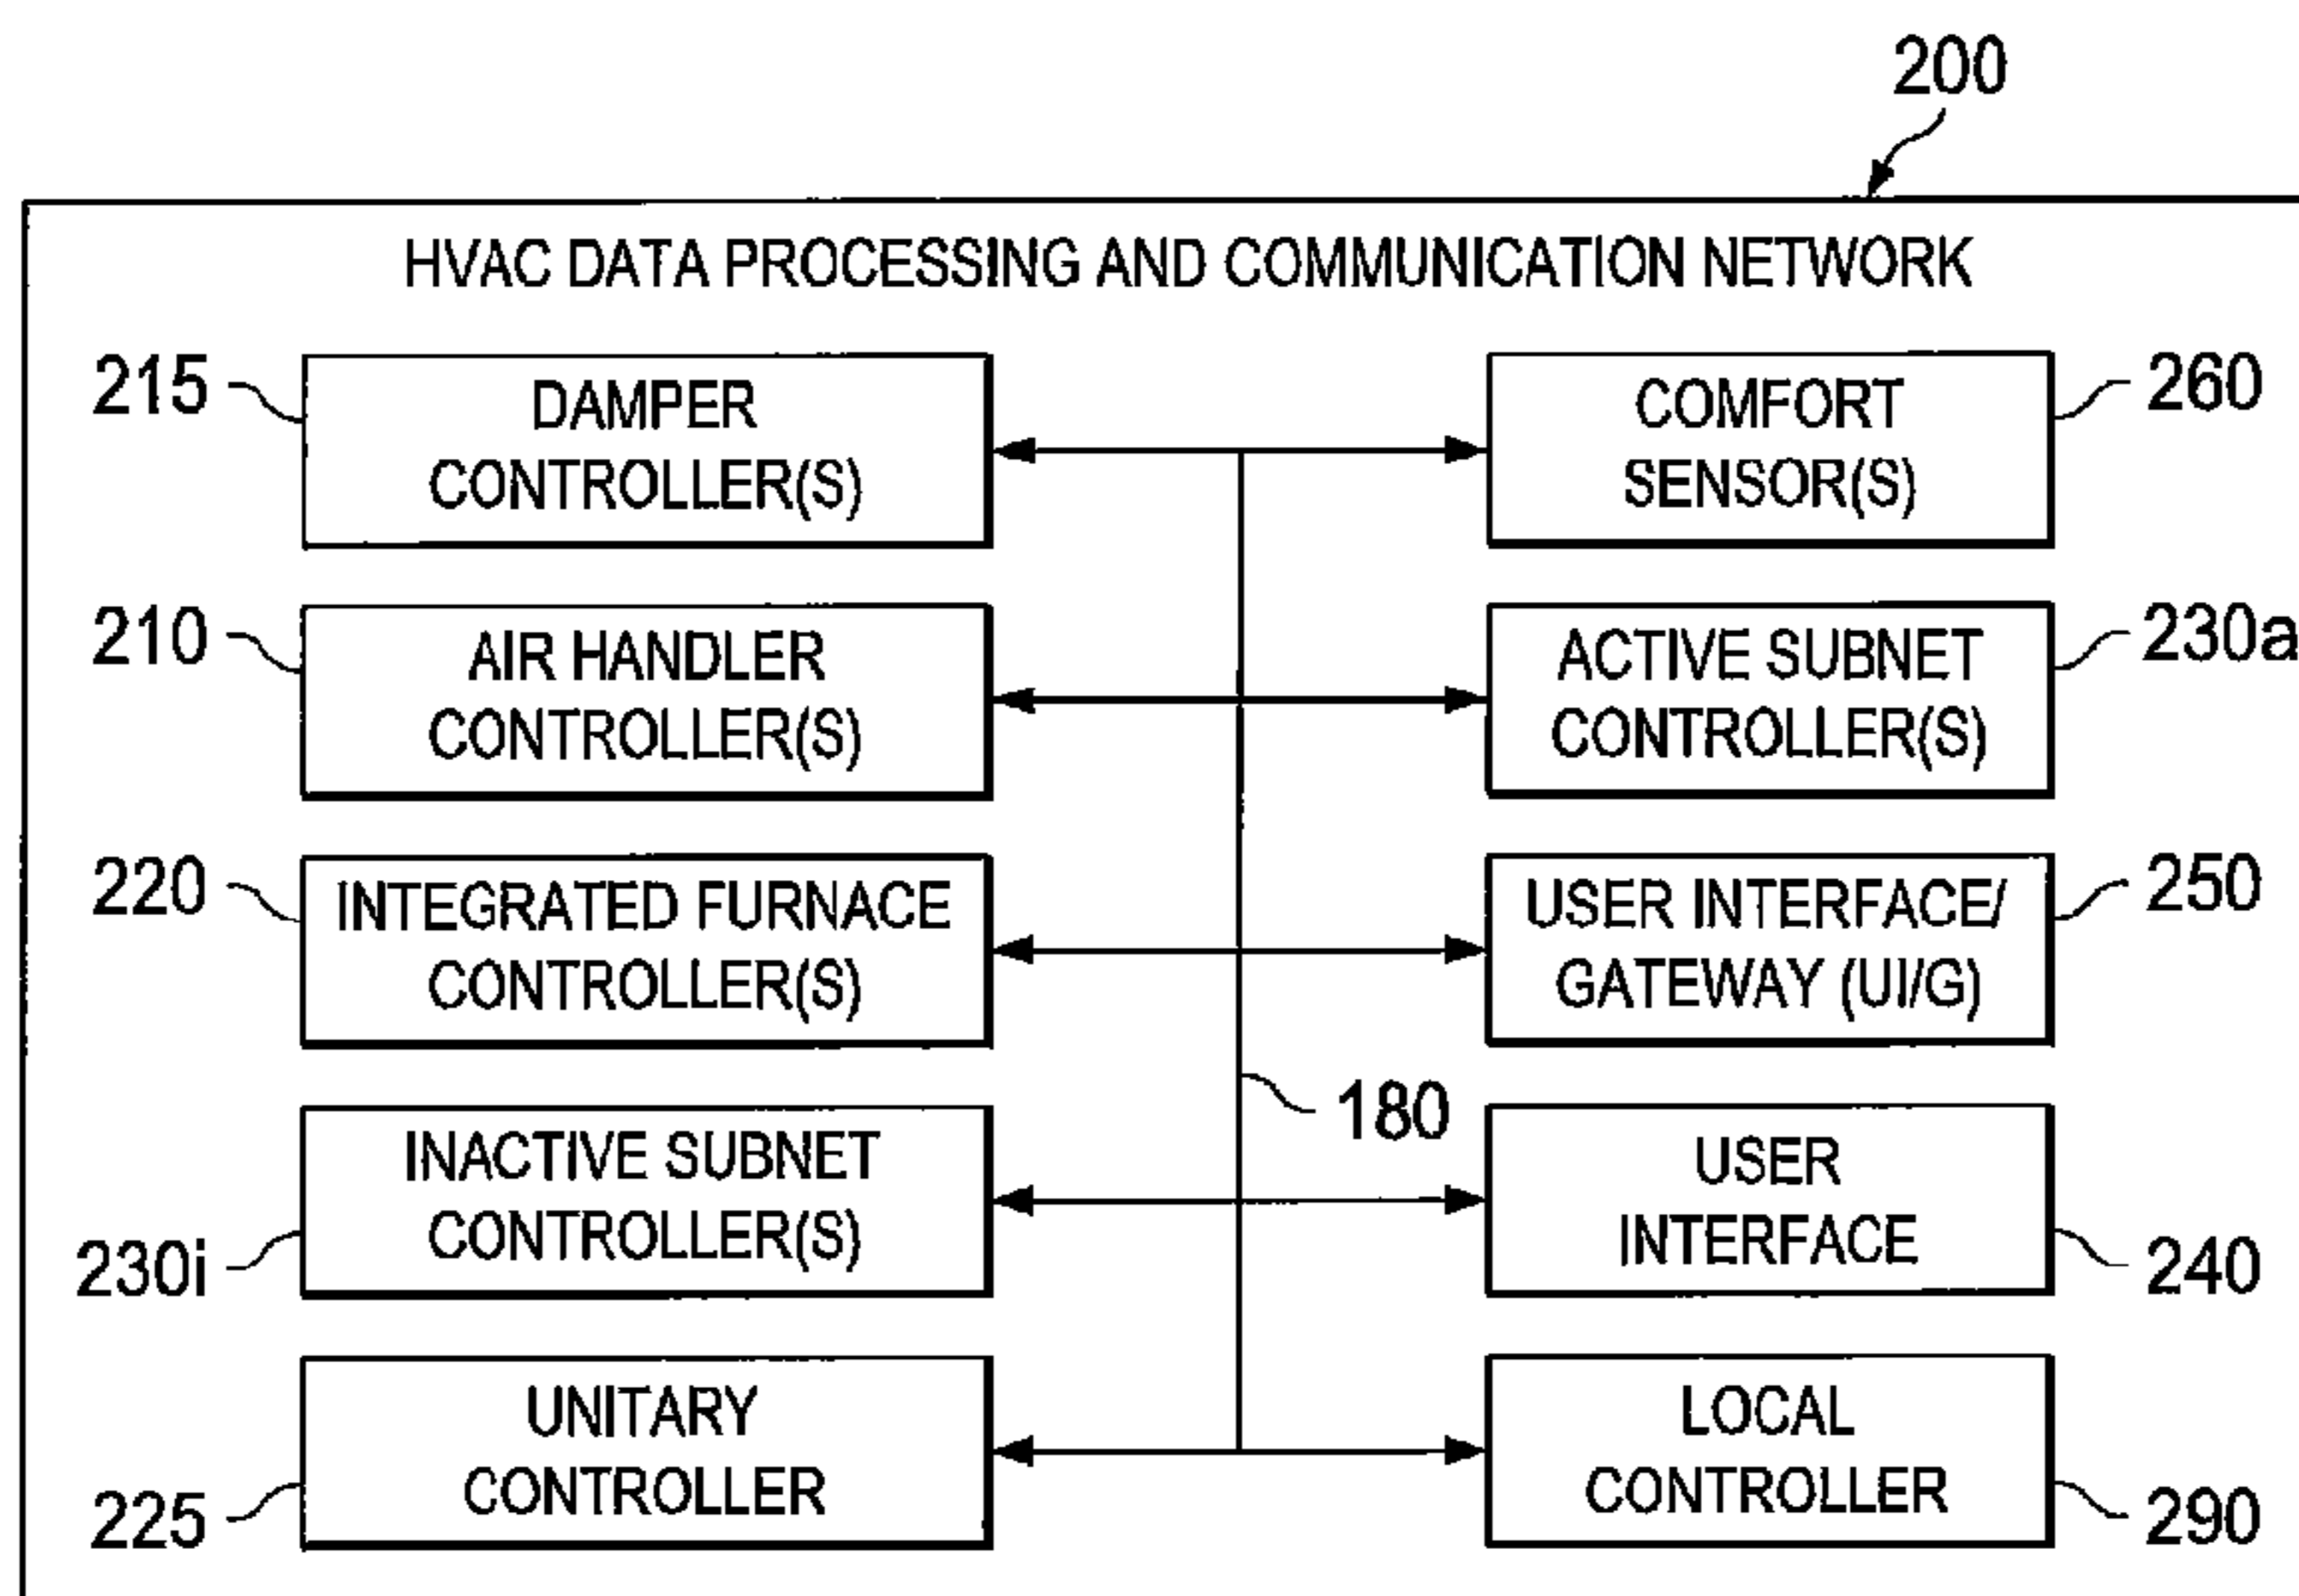 200
HVAC DATA PROCESSING AND COMMUNICATION NETWORK
215
DAMPER
CONTROLLER(S)
COMFORT
SENSOR(S)
260
210
AIR HANDLER
CONTROLLER(S)
ACTIVE SUBNET
CONTROLLER(S)
230a
220
INTEGRATED FURNACE
CONTROLLER(S)
USER INTERFACE/
GATEWAY (UI/G)
250
180
230i
INACTIVE SUBNET
CONTROLLER(S)
USER
INTERFACE
240
225
UNITARY
CONTROLLER
LOCAL
CONTROLLER
290